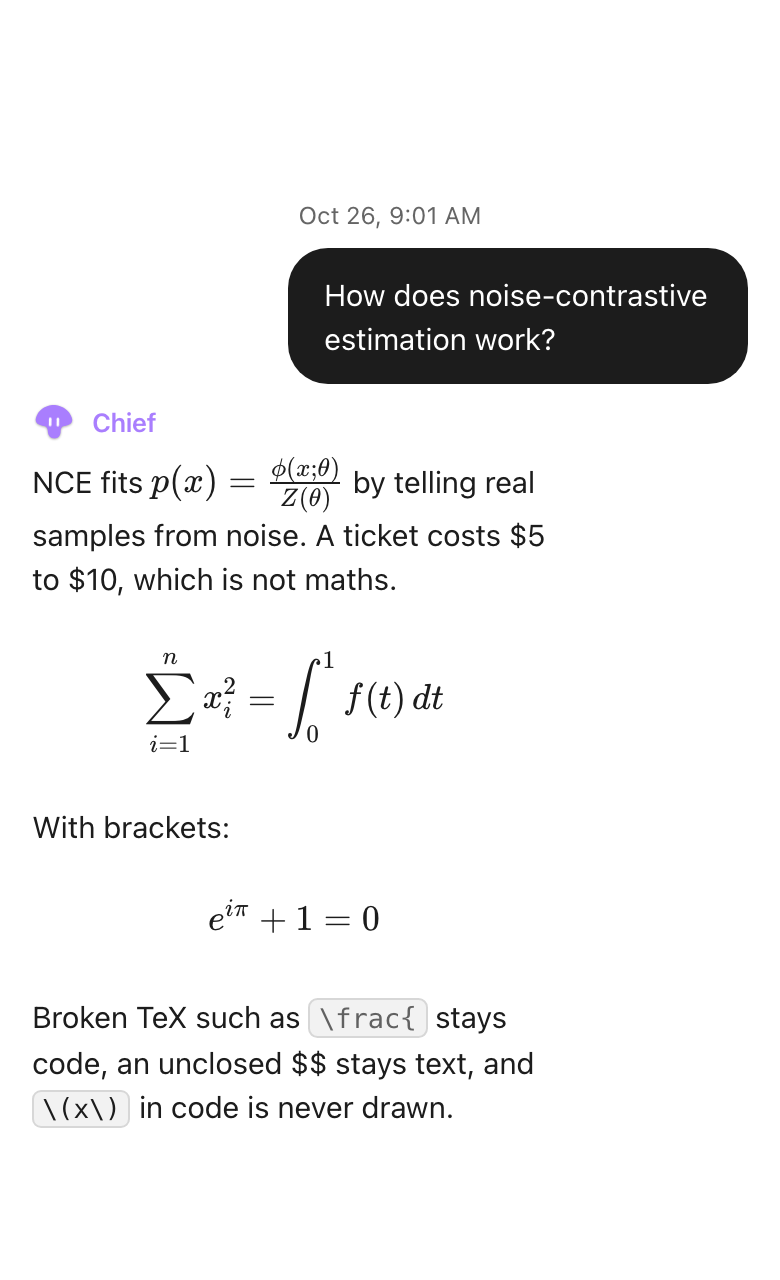 Oct 26, 9:01 AM
How does noise-contrastive
estimation work?
Chief
NCE fits p(x) = ϕ(x;θ)/Z(θ) by telling real
samples from noise. A ticket costs $5
to $10, which is not maths.
∑_{i=1}^{n} x_i^2 = ∫_0^1 f(t) dt
With brackets:
e^{iπ} + 1 = 0
Broken TeX such as \frac{ stays
code, an unclosed $$ stays text, and
\(x\) in code is never drawn.